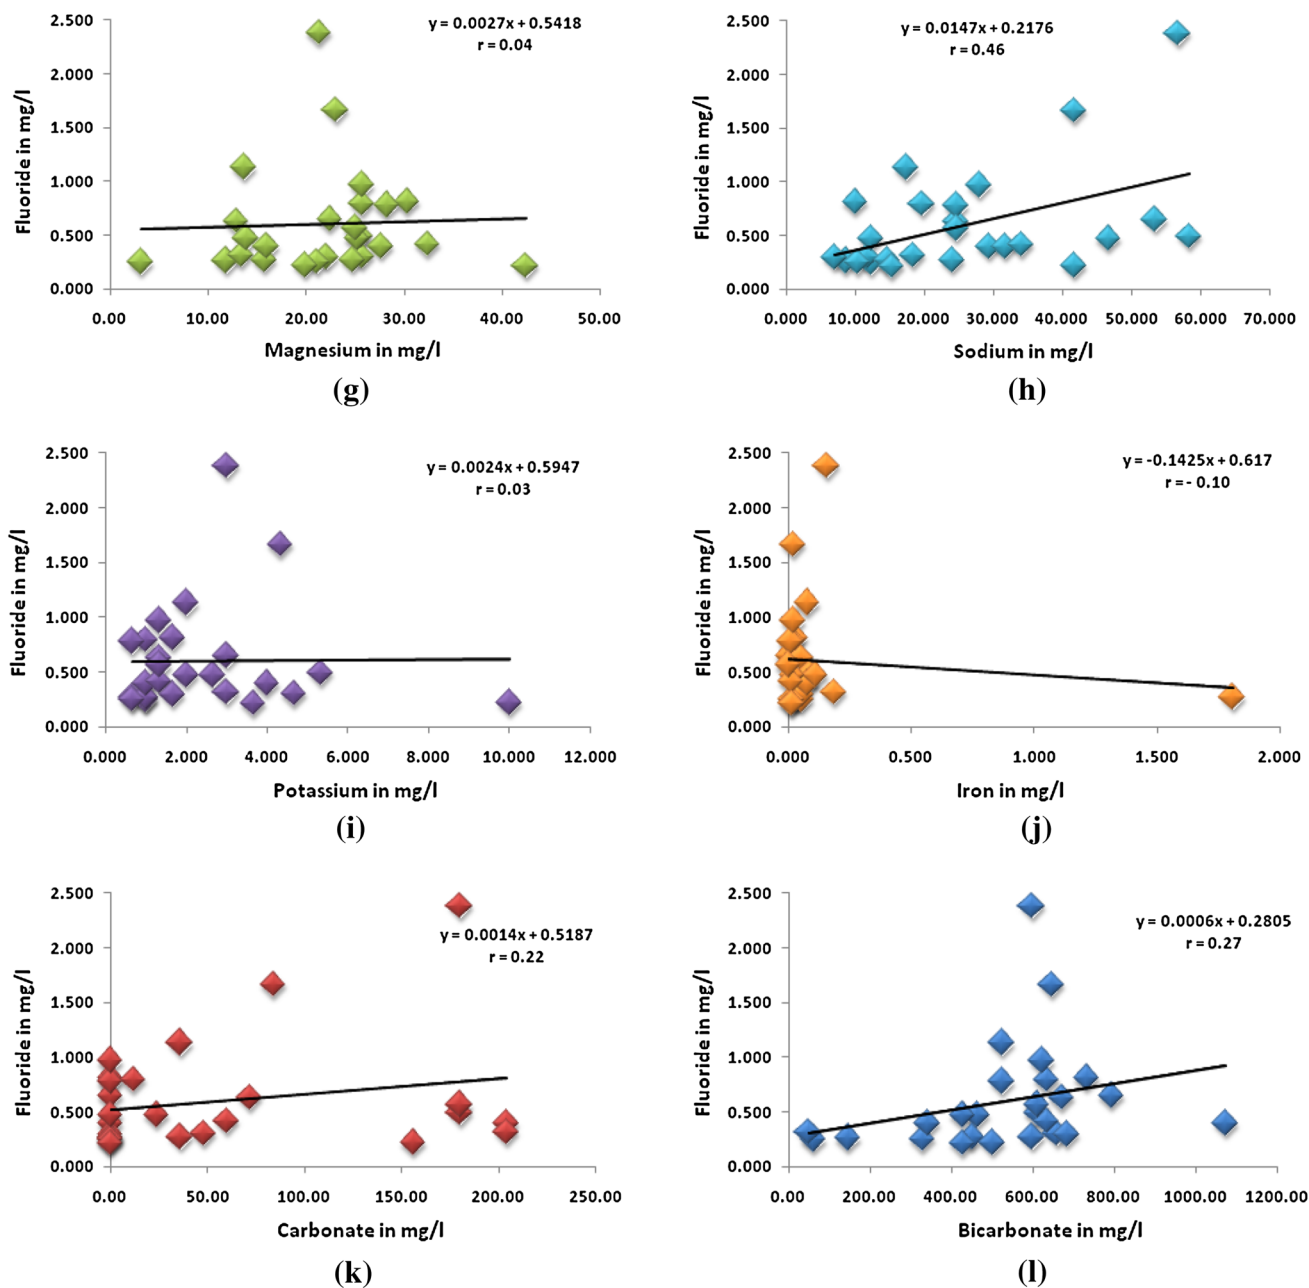 y = 0.0027x + 0.5418
r = 0.04
Fluoride in mg/l
2.500
2.000
1.500
1.000
0.500
0.000
0.00 10.00 20.00 30.00 40.00 50.00
Magnesium in mg/l
(g)
y = 0.0147x + 0.2176
r = 0.46
Fluoride in mg/l
2.500
2.000
1.500
1.000
0.500
0.000
0.000 10.000 20.000 30.000 40.000 50.000 60.000 70.000
Sodium in mg/l
(h)
y = 0.0024x + 0.5947
r = 0.03
Fluoride in mg/l
2.500
2.000
1.500
1.000
0.500
0.000
0.000 2.000 4.000 6.000 8.000 10.000 12.000
Potassium in mg/l
(i)
y = -0.1425x + 0.617
r = - 0.10
Fluoride in mg/l
2.500
2.000
1.500
1.000
0.500
0.000
0.000 0.500 1.000 1.500 2.000
Iron in mg/l
(j)
y = 0.0014x + 0.5187
r = 0.22
Fluoride in mg/l
2.500
2.000
1.500
1.000
0.500
0.000
0.00 50.00 100.00 150.00 200.00 250.00
Carbonate in mg/l
(k)
y = 0.0006x + 0.2805
r = 0.27
Fluoride in mg/l
2.500
2.000
1.500
1.000
0.500
0.000
0.00 200.00 400.00 600.00 800.00 1000.00 1200.00
Bicarbonate in mg/l
(l)